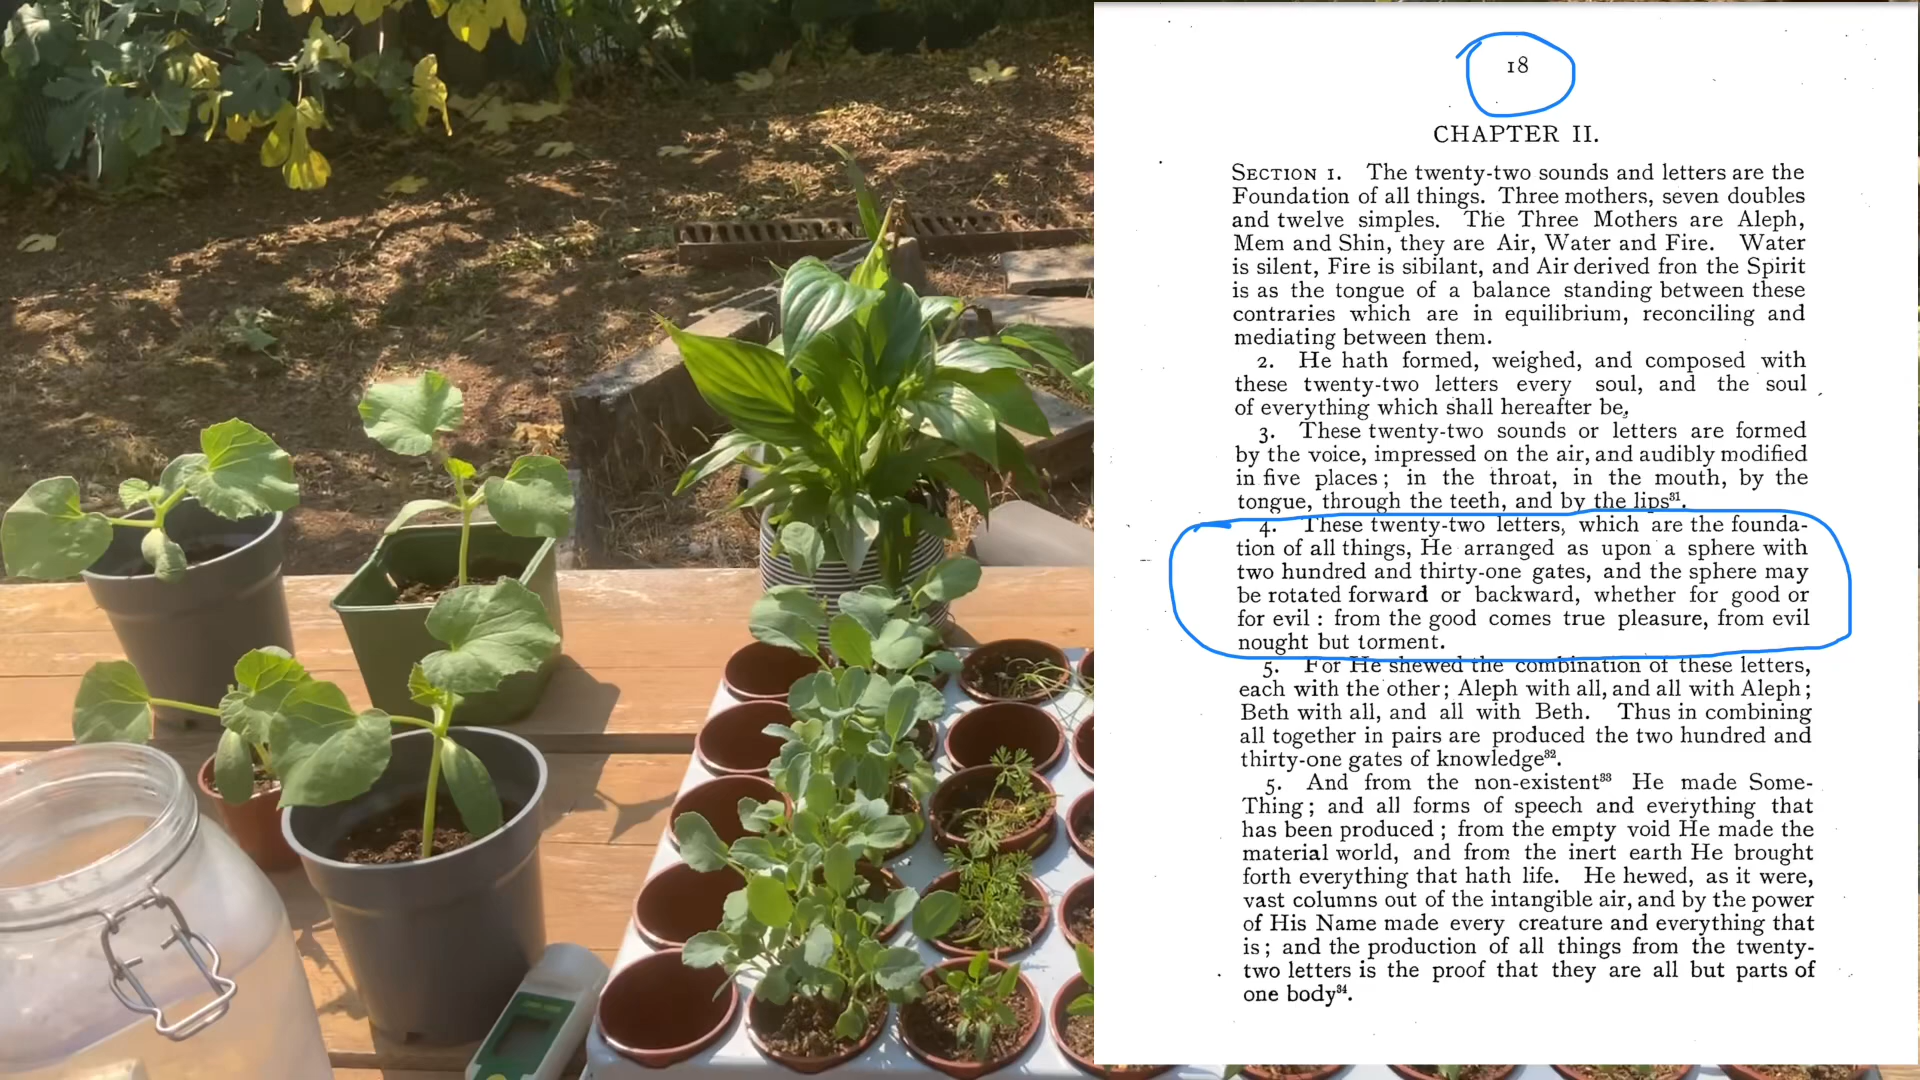 18
CHAPTER II.
SECTION 1. The twenty-two sounds and letters are the
Foundation of all things. Three mothers, seven doubles
and twelve simples. The Three Mothers are Aleph,
Mem and Shin, they are Air, Water and Fire. Water
is silent, Fire is sibilant, and Air derived fron the Spirit
is as the tongue of a balance standing between these
contraries which are in equilibrium, reconciling and
mediating between them.
2. He hath formed, weighed, and composed with
these twenty-two letters every soul, and the soul
of everything which shall hereafter be,
3. These twenty-two sounds or letters are formed
by the voice, impressed on the air, and audibly modified
in five places; in the throat, in the mouth, by the
tongue, through the teeth, and by the lips³¹.
4. These twenty-two letters, which are the founda-
tion of all things, He arranged as upon a sphere with
two hundred and thirty-one gates, and the sphere may
be rotated forward or backward, whether for good or
for evil: from the good comes true pleasure, from evil
nought but torment.
5. For He shewed the combination of these letters,
each with the other; Aleph with all, and all with Aleph;
Beth with all, and all with Beth. Thus in combining
all together in pairs are produced the two hundred and
thirty-one gates of knowledge³².
5. And from the non-existent³³ He made Some-
Thing; and all forms of speech and everything that
has been produced; from the empty void He made the
material world, and from the inert earth He brought
forth everything that hath life. He hewed, as it were,
vast columns out of the intangible air, and by the power
of His Name made every creature and everything that
is; and the production of all things from the twenty-
two letters is the proof that they are all but parts of
one body³⁴.